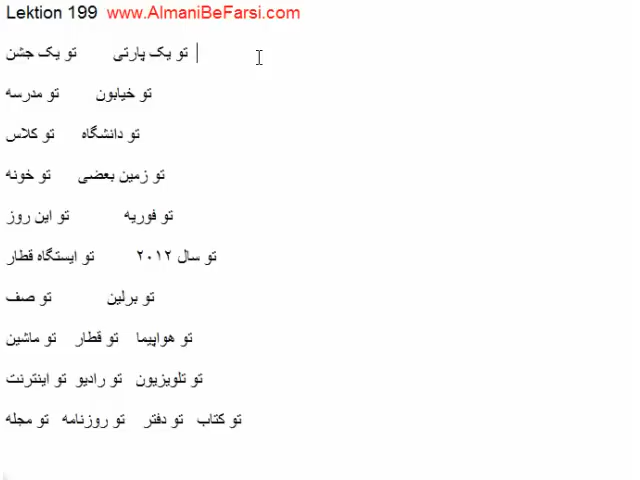 Lektion 199 www.AlmaniBeFarsi.com
تو یک پارتی تو یک جشن
تو خیابون تو مدرسه
تو دانشگاه تو کلاس
تو زمین بعضی تو خونه
تو فوریه تو این روز
تو سال ۲۰۱۲ تو ایستگاه قطار
تو برلین تو صف
تو هواپیما تو قطار تو ماشین
تو تلویزیون تو رادیو تو اینترنت
تو کتاب تو دفتر تو روزنامه تو مجله